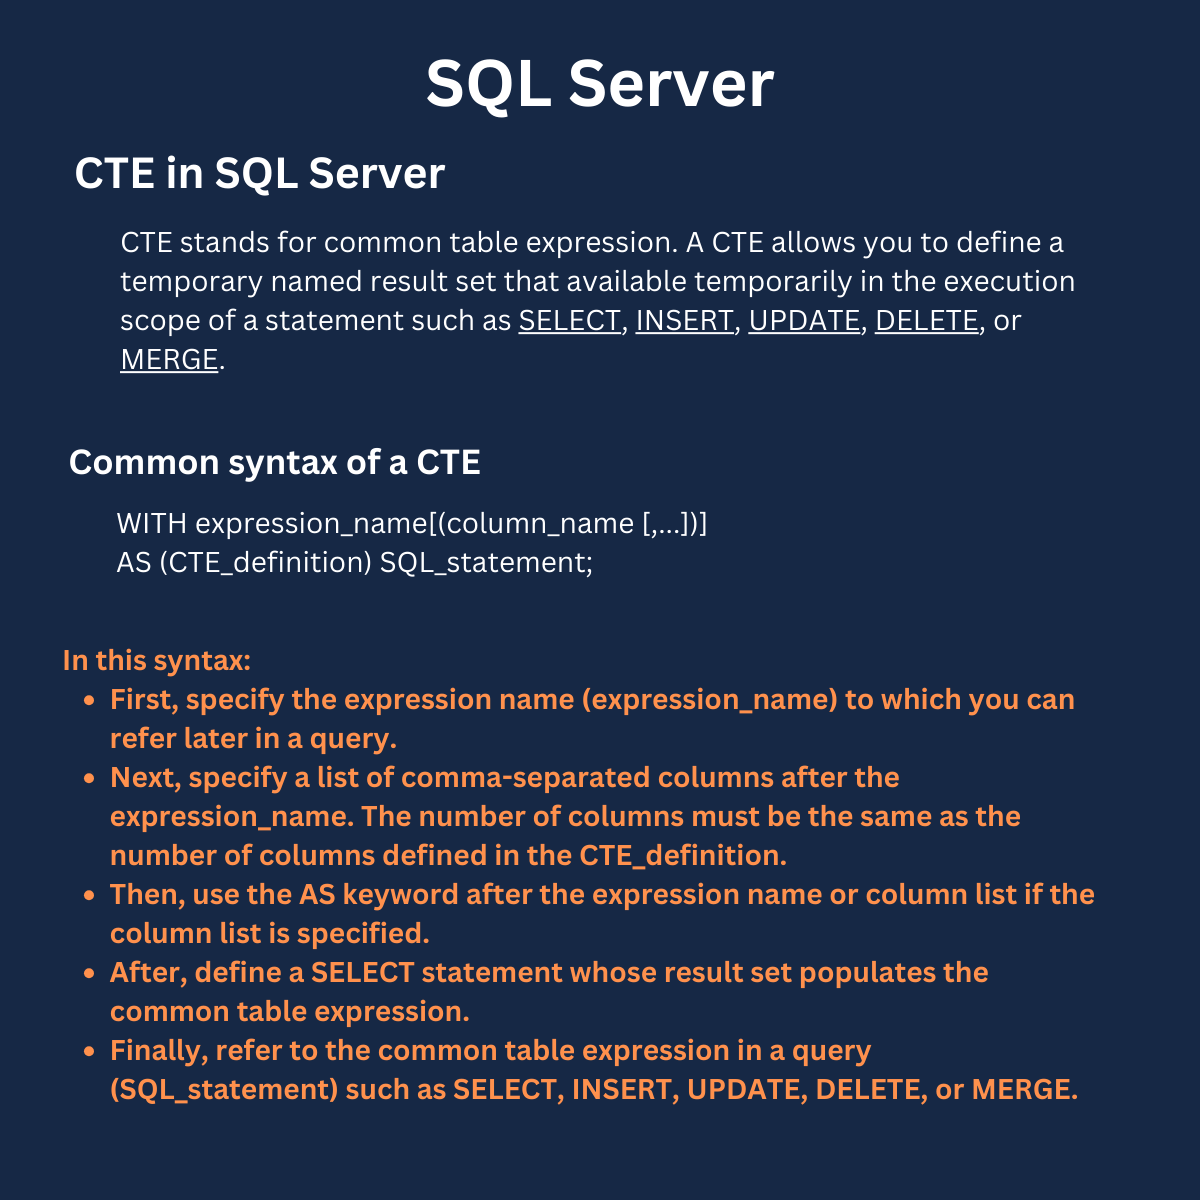 SQL Server
CTE in SQL Server
CTE stands for common table expression. A CTE allows you to define a
temporary named result set that available temporarily in the execution
scope of a statement such as SELECT, INSERT, UPDATE, DELETE, or
MERGE.
Common syntax of a CTE
WITH expression_name[(column_name [,...])]
AS (CTE_definition) SQL_statement;
In this syntax:
• First, specify the expression name (expression_name) to which you can
refer later in a query.
• Next, specify a list of comma-separated columns after the
expression_name. The number of columns must be the same as the
number of columns defined in the CTE_definition.
• Then, use the AS keyword after the expression name or column list if the
column list is specified.
• After, define a SELECT statement whose result set populates the
common table expression.
• Finally, refer to the common table expression in a query
(SQL_statement) such as SELECT, INSERT, UPDATE, DELETE, or MERGE.